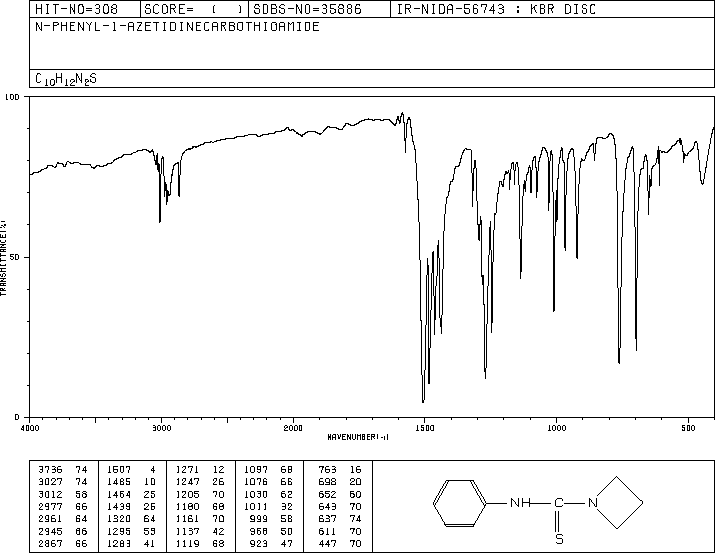 HIT-NO=308 SCORE= ( ) SDBS-NO=35886 IR-NIDA-56743 : KBR DISC
N-PHENYL-1-AZETIDINECARBOTHIOAMIDE
C10H12N2S
100
50
0
TRANSMITTANCE(%)
4000 3000 2000 1500 1000 500
WAVENUMBER(-1)
3736 74 1507 4 1271 12 1097 68 763 16
3027 74 1485 10 1247 26 1076 66 698 20
3012 58 1464 25 1205 70 1030 62 652 60
2977 66 1439 26 1180 68 1011 32 649 70
2961 64 1320 64 1161 70 999 58 637 74
2945 66 1295 53 1137 42 968 50 611 70
2867 66 1283 41 1119 68 923 47 447 70
NH C N
S